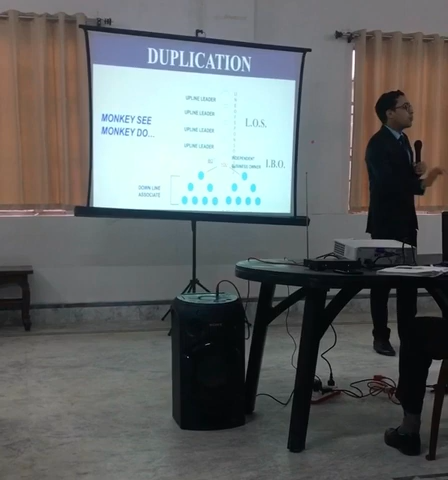 DUPLICATION
UPLINE LEADER
UPLINE LEADER
MONKEY SEE
MONKEY DO...
UPLINE LEADER
L.O.S.
UPLINE LEADER
INDEPENDENT
BUSINESS OWNER
I.B.O.
DOWN LINE
ASSOCIATE